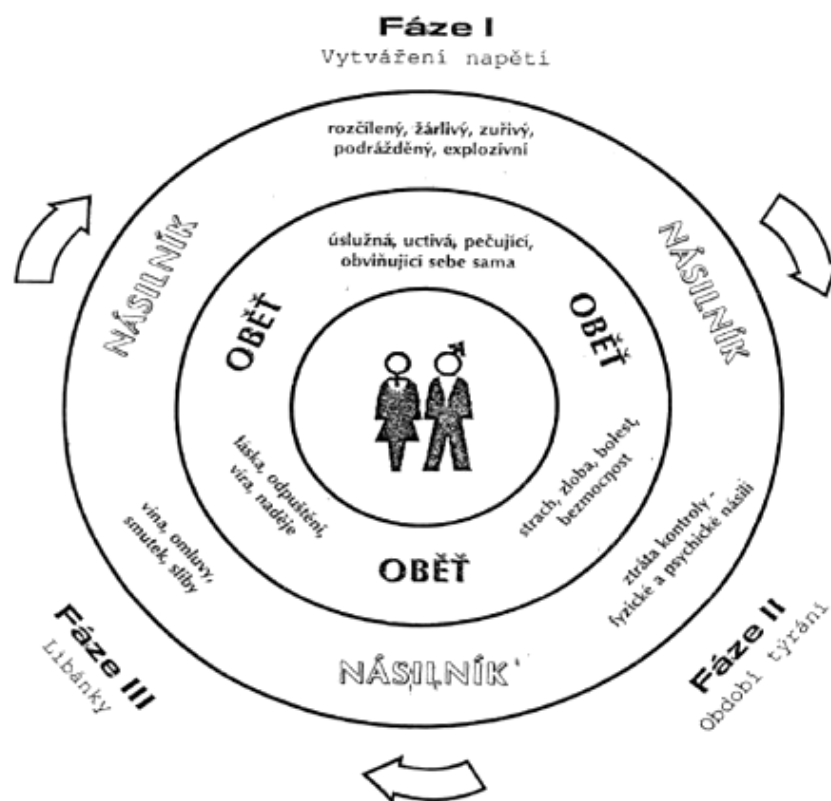 Fáze I
Vytváření napětí
rozčílený, žárlivý, zuřivý,
podrážděný, explozivní
NÁSILNÍK
NÁSILNÍK
úslužná, uctivá, pečující,
obviňující sebe sama
OBĚŤ
OBĚŤ
láska, odpuštění,
víra, naděje
strach, zloba, bolest,
bezmocnost
vina, omluvy,
smutek, sliby
ztráta kontroly -
fyzické a psychické násilí
OBĚŤ
NÁSILNÍK
Fáze III
Líbánky
Fáze II
Období týrání